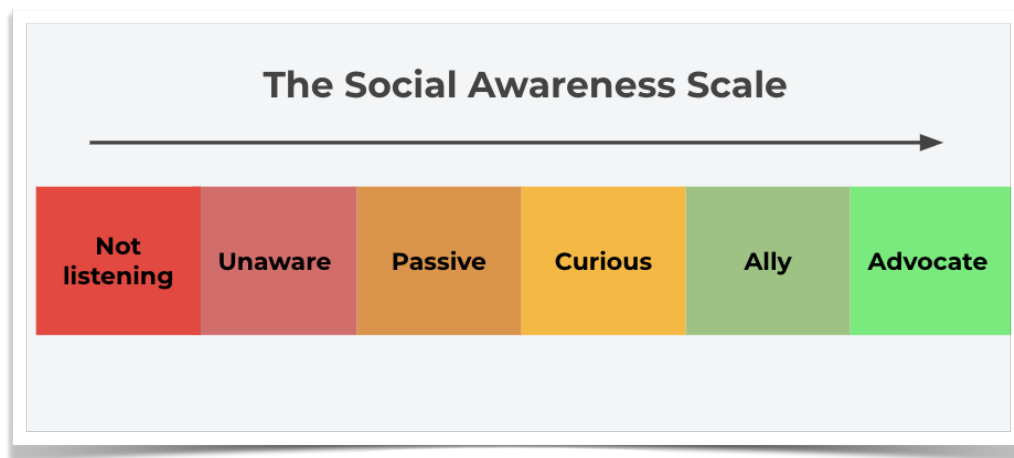 The Social Awareness Scale
Not
listening
Unaware
Passive
Curious
Ally
Advocate